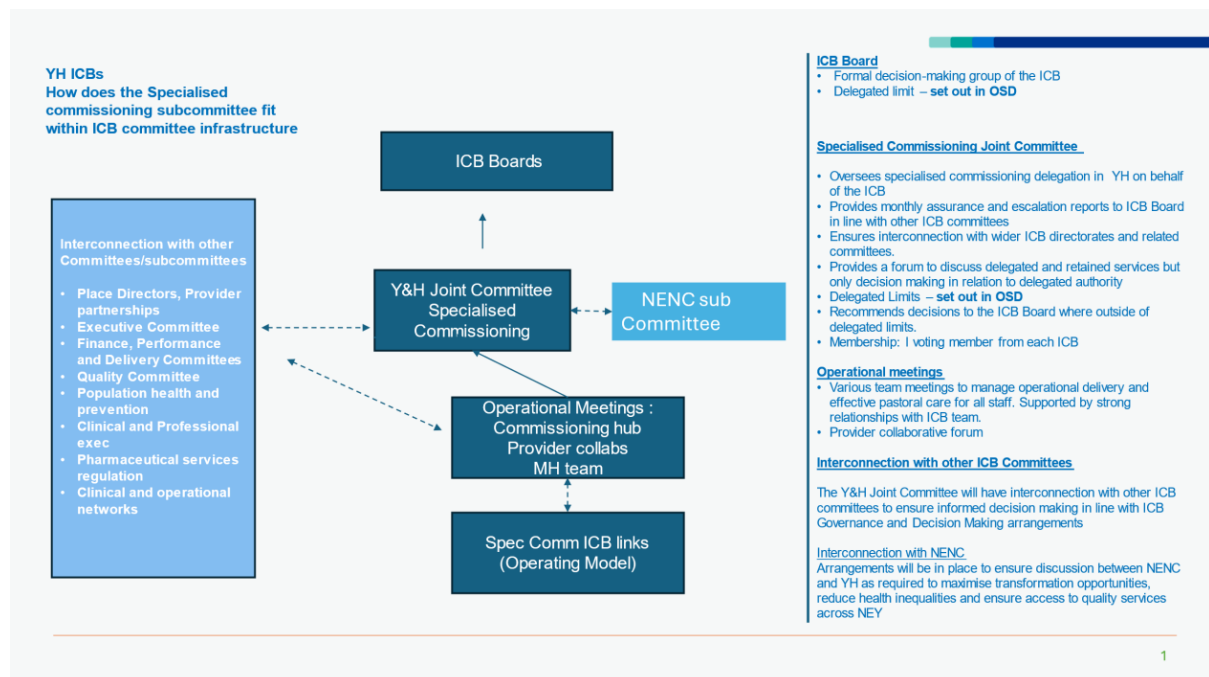 YH ICBs
How does the Specialised
commissioning subcommittee fit
within ICB committee infrastructure
ICB Boards
Interconnection with other
Committees/subcommittees
• Place Directors, Provider
partnerships
• Executive Committee
• Finance, Performance
and Delivery Committees
• Quality Committee
• Population health and
prevention
• Clinical and Professional
exec
• Pharmaceutical services
regulation
• Clinical and operational
networks
Y&H Joint Committee
Specialised
Commissioning
NENC sub
Committee
Operational Meetings :
Commissioning hub
Provider collabs
MH team
Spec Comm ICB links
(Operating Model)
ICB Board
• Formal decision-making group of the ICB
• Delegated limit – set out in OSD
Specialised Commissioning Joint Committee
• Oversees specialised commissioning delegation in YH on behalf
of the ICB
• Provides monthly assurance and escalation reports to ICB Board
in line with other ICB committees
• Ensures interconnection with wider ICB directorates and related
committees.
• Provides a forum to discuss delegated and retained services but
only decision making in relation to delegated authority
• Delegated Limits – set out in OSD
• Recommends decisions to the ICB Board where outside of
delegated limits.
• Membership: I voting member from each ICB
Operational meetings
• Various team meetings to manage operational delivery and
effective pastoral care for all staff. Supported by strong
relationships with ICB team.
• Provider collaborative forum
Interconnection with other ICB Committees
The Y&H Joint Committee will have interconnection with other ICB
committees to ensure informed decision making in line with ICB
Governance and Decision Making arrangements
Interconnection with NENC
Arrangements will be in place to ensure discussion between NENC
and YH as required to maximise transformation opportunities,
reduce health inequalities and ensure access to quality services
across NEY
1